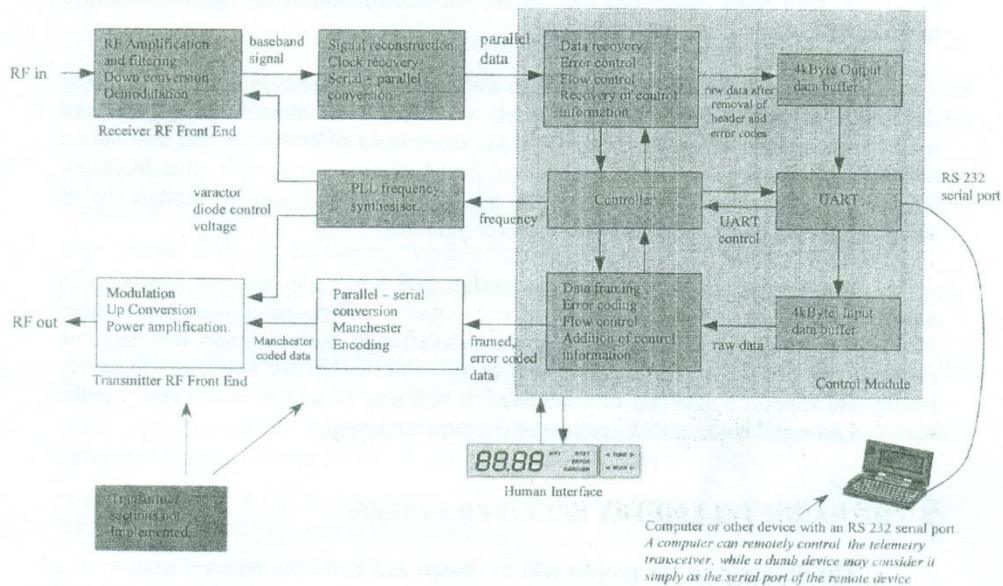 RF in
RF Amplification
and filtering
Down conversion
Demodulation
Receiver RF Front End
baseband
signal
Signal reconstruction
Clock recovery
Serial – parallel
conversion
parallel
data
Data recovery
Error control
Flow control
Recovery of control
information
raw data after
removal of
header and
error codes
4kByte Output
data buffer
varactor
diode control
voltage
PLL frequency
synthesiser
frequency
Controller
UART
control
UART
RS 232
serial port
RF out
Modulation
Up Conversion
Power amplification.
Transmitter RF Front End
Manchester
coded data
Parallel – serial
conversion
Manchester
Encoding
framed,
error coded
data
Data framing
Error coding
Flow control
Addition of control
information
raw data
4kByte Input
data buffer
Control Module
Transmitter
sections not
Implemented
88.88
TUNE
Human Interface
Computer or other device with an RS 232 serial port.
A computer can remotely control the telemetry
transceiver, while a dumb device may consider it
simply as the serial port of the remote device